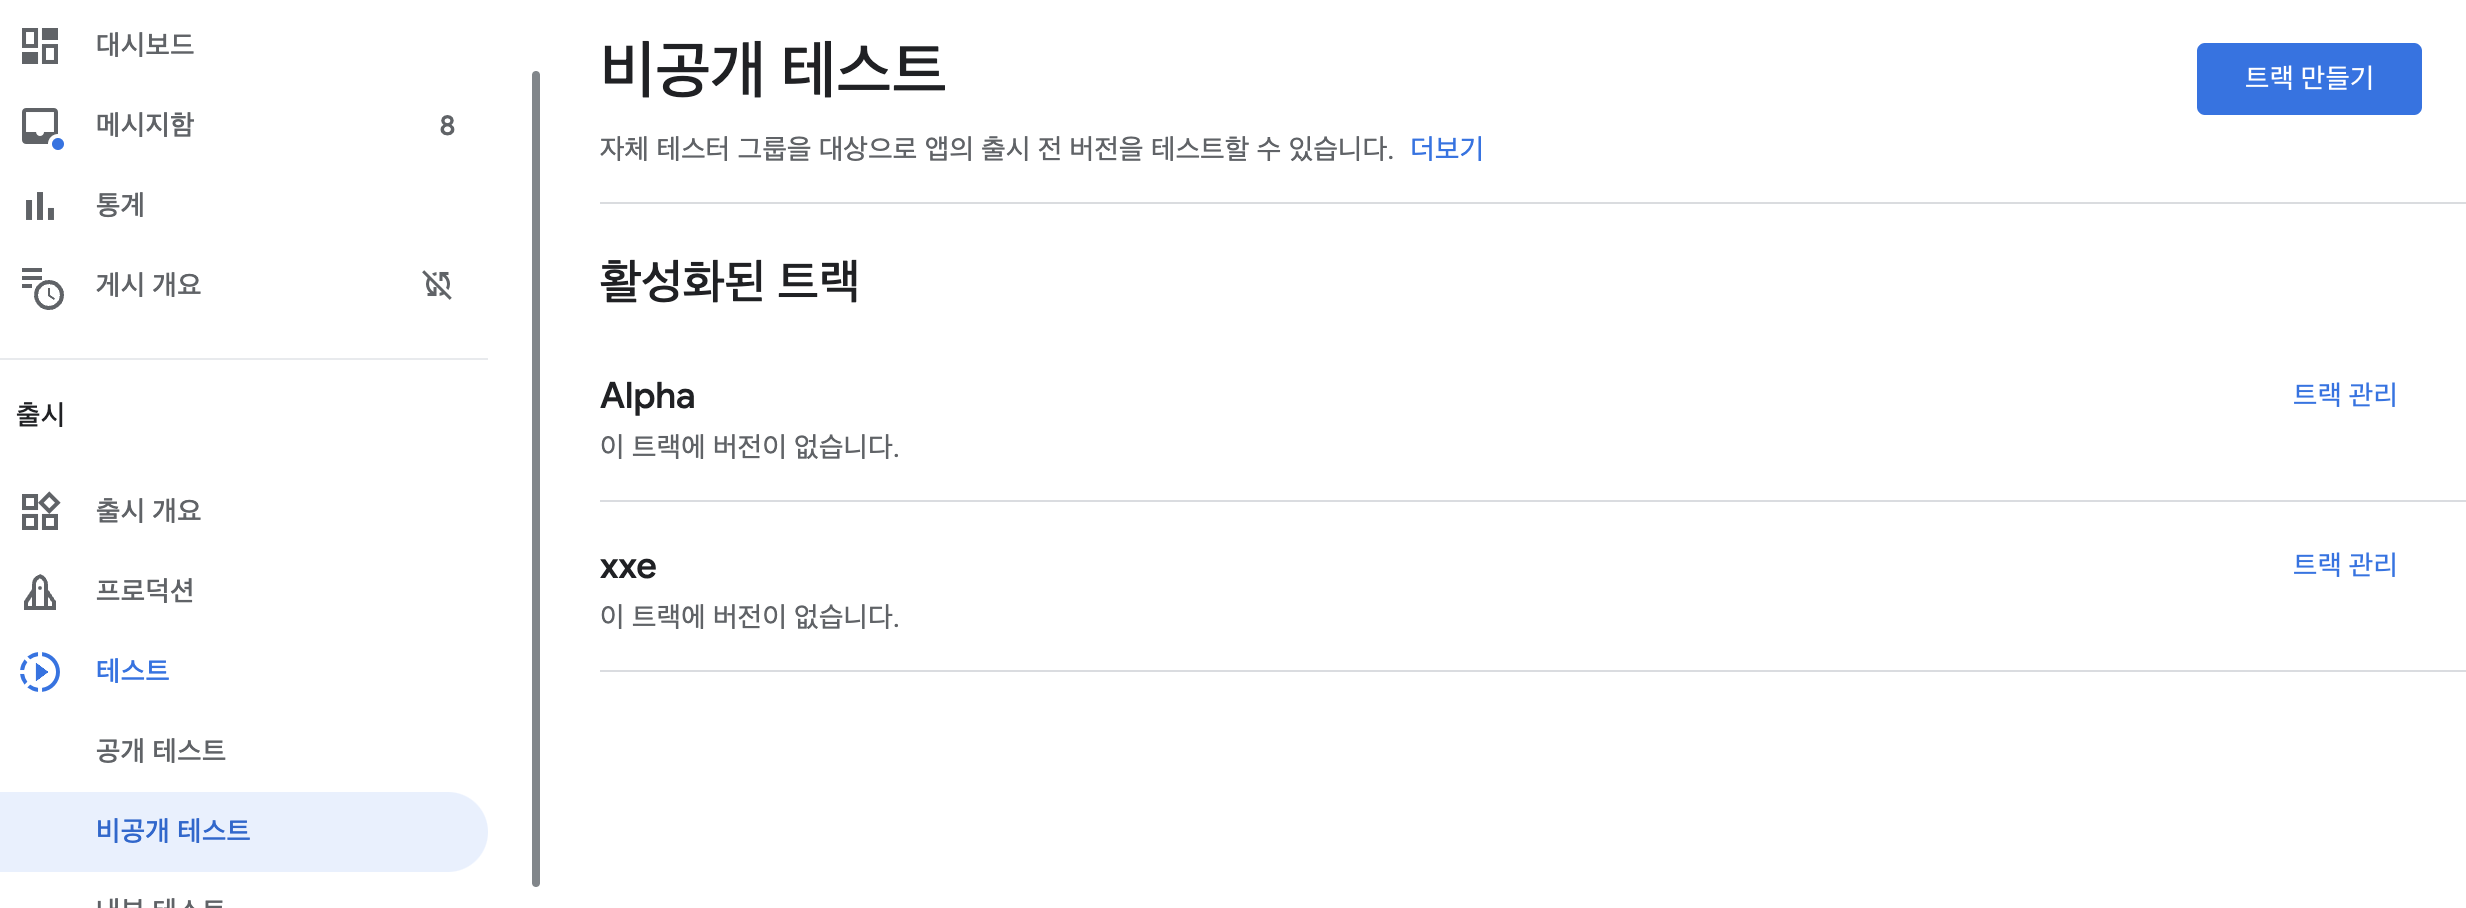 대시보드
메시지함 8
통계
게시 개요
출시
출시 개요
프로덕션
테스트
공개 테스트
비공개 테스트
내부 테스트
비공개 테스트
트랙 만들기
자체 테스터 그룹을 대상으로 앱의 출시 전 버전을 테스트할 수 있습니다. 더보기
활성화된 트랙
Alpha
트랙 관리
이 트랙에 버전이 없습니다.
xxe
트랙 관리
이 트랙에 버전이 없습니다.